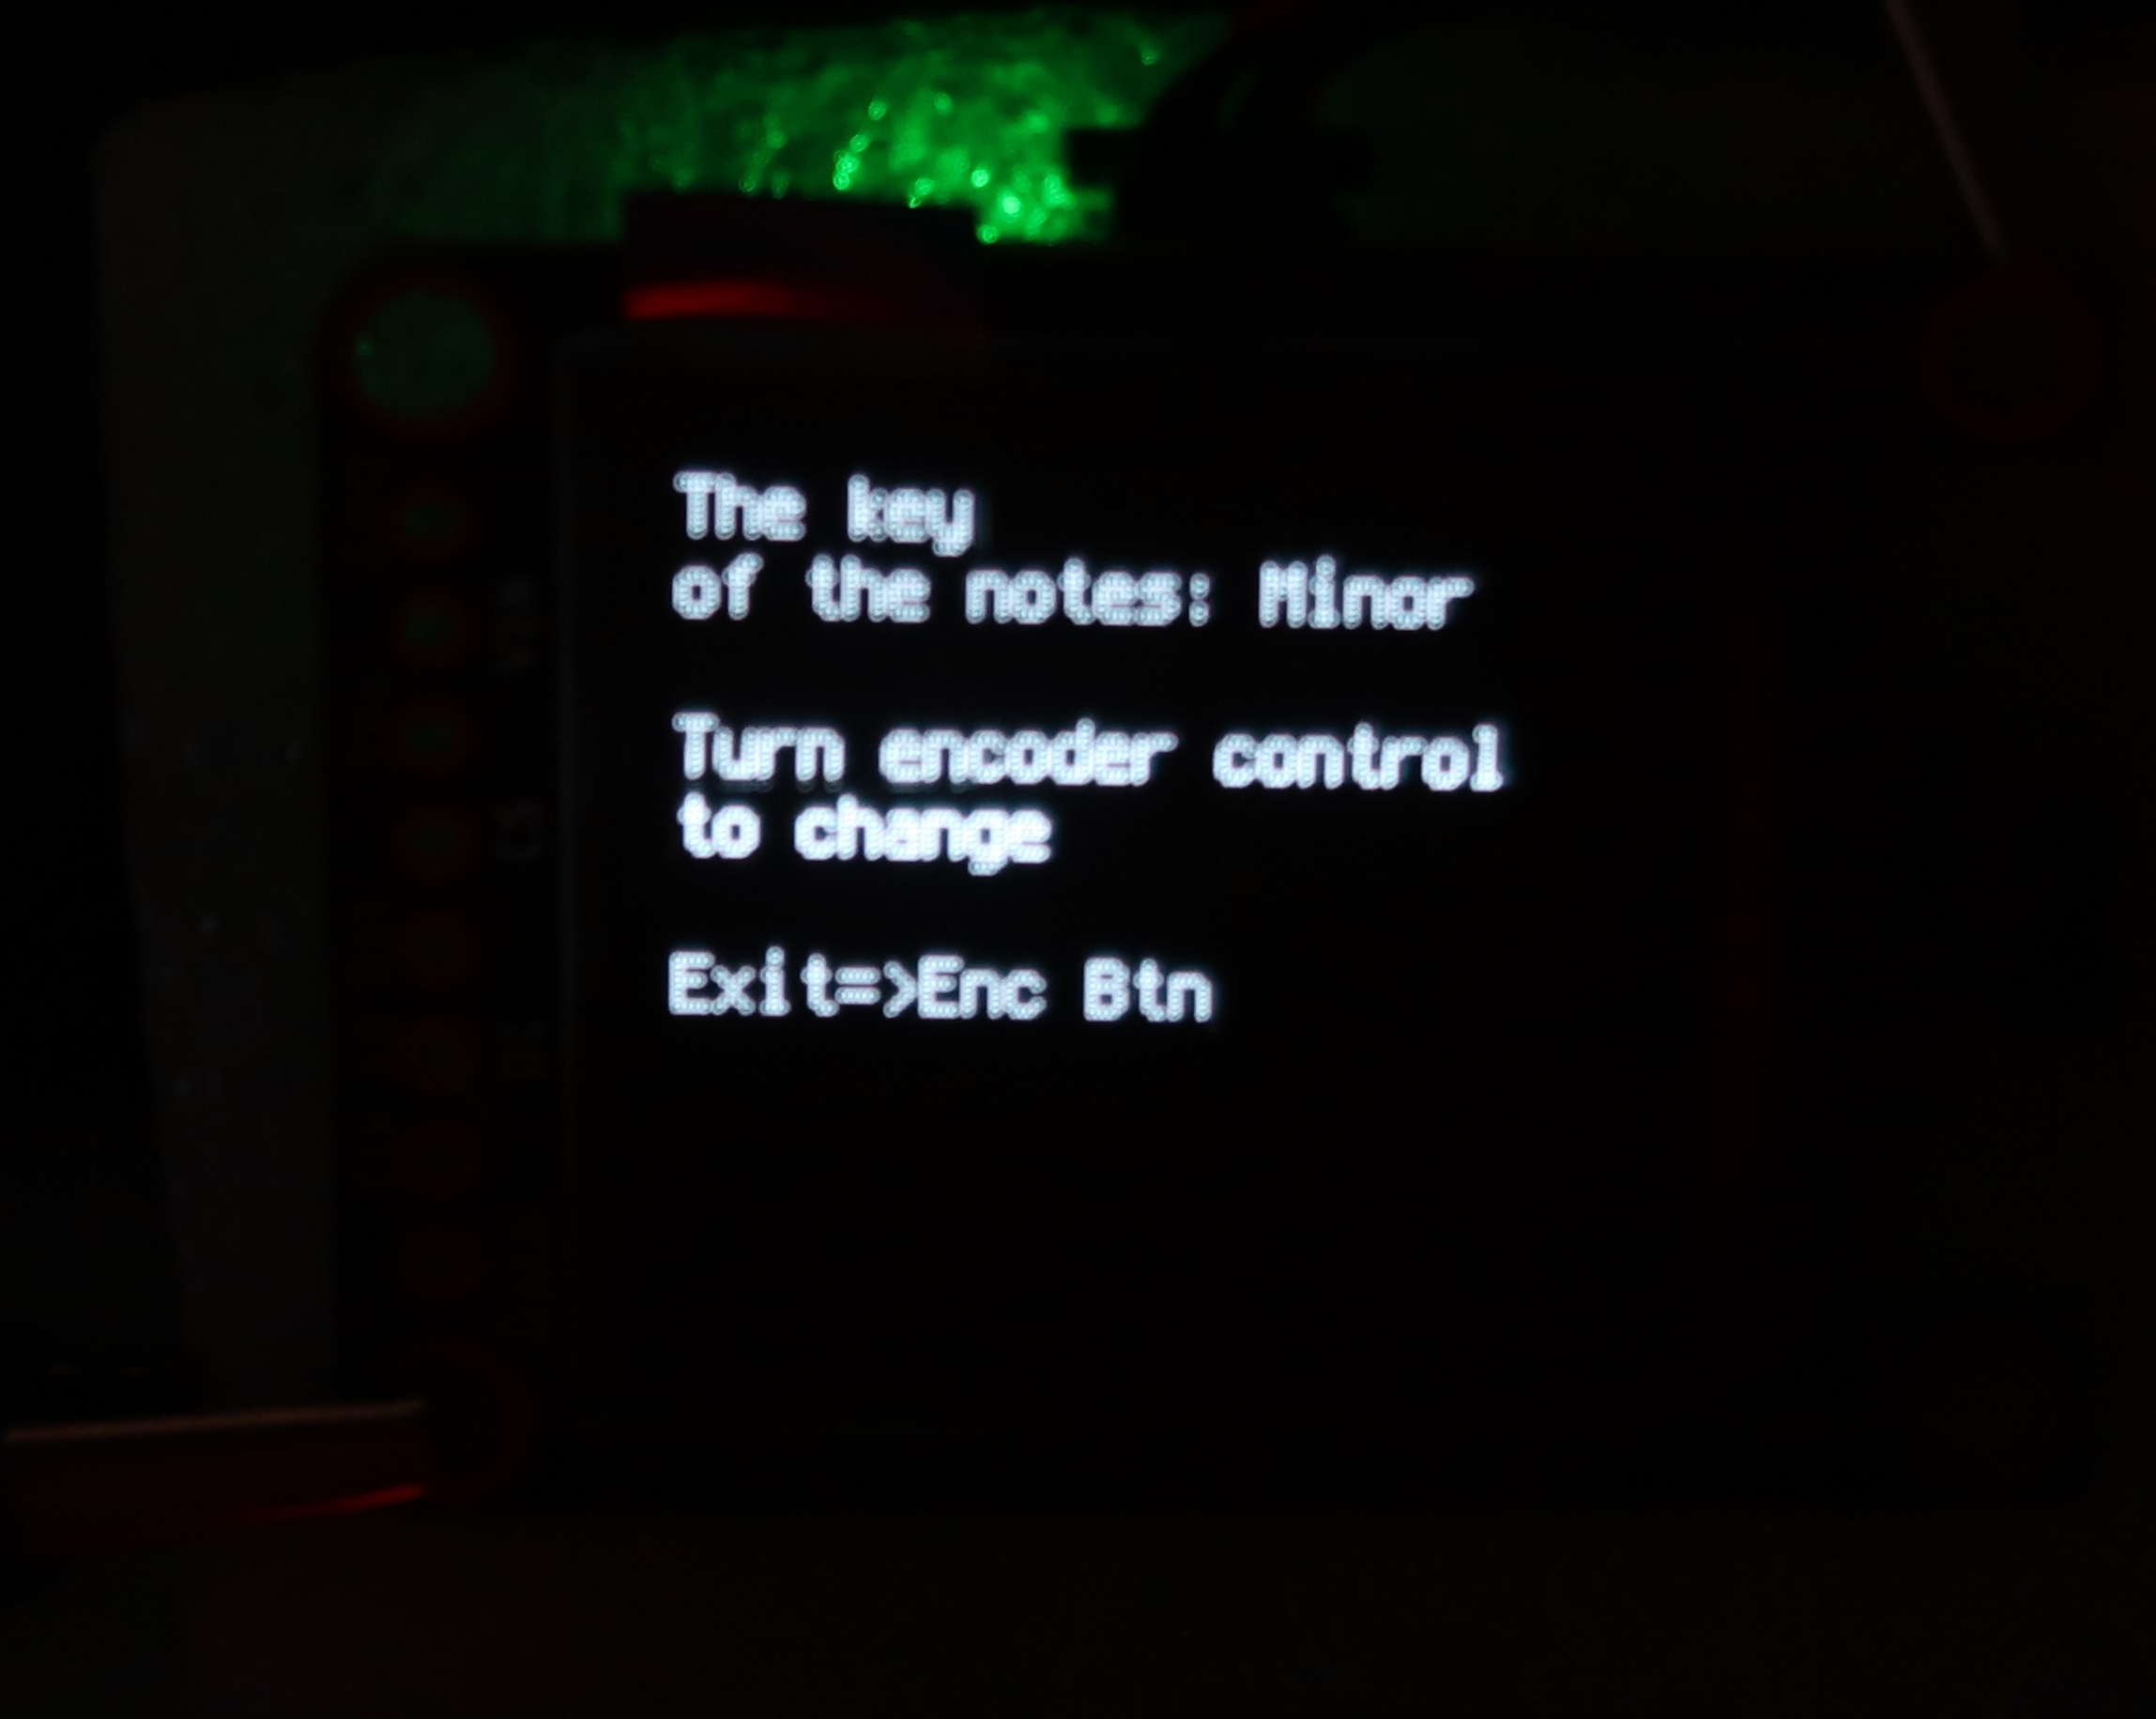 The key
of the notes: Minor
Turn encoder control
to change
Exit=>Enc Btn